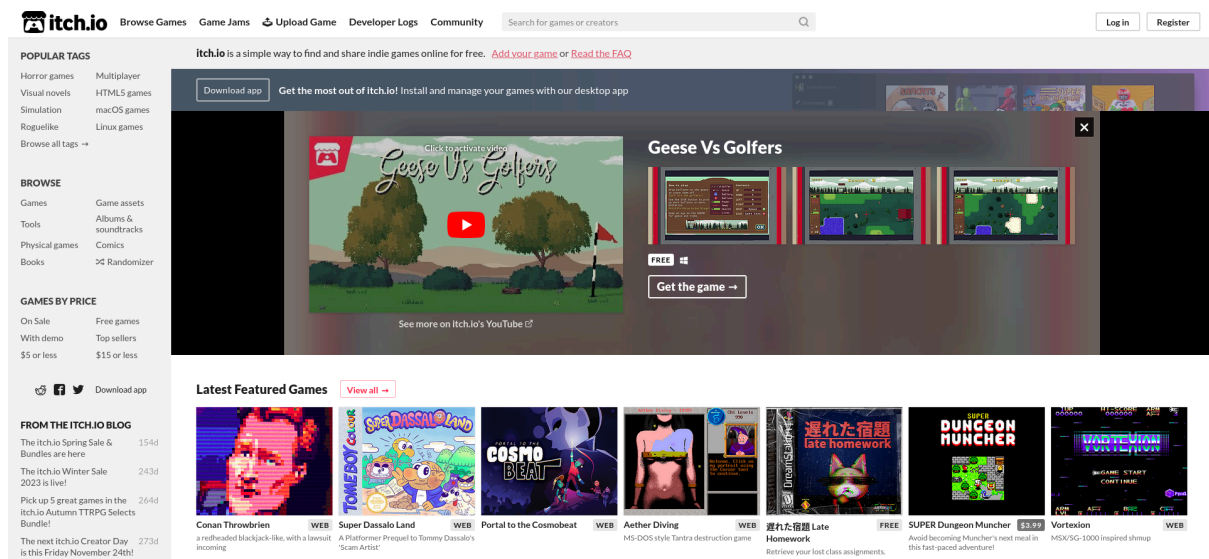 itch.io
Browse Games Game Jams Upload Game Developer Logs Community
Search for games or creators
Log in Register
POPULAR TAGS
Horror games Multiplayer
Visual novels HTML5 games
Simulation macOS games
Roguelike Linux games
Browse all tags →
BROWSE
Games Game assets
Tools Albums & soundtracks
Physical games Comics
Books Randomizer
GAMES BY PRICE
On Sale Free games
With demo Top sellers
$5 or less $15 or less
Download app
FROM THE ITCH.IO BLOG
The itch.io Spring Sale & 154d
Bundles are here
The itch.io Winter Sale 243d
2023 is live!
Pick up 5 great games in the 264d
itch.io Autumn TTRPG Selects
Bundle!
The next itch.io Creator Day 273d
is this Friday November 24th!
itch.io is a simple way to find and share indie games online for free. Add your game or Read the FAQ
Download app Get the most out of itch.io! Install and manage your games with our desktop app
Click to activate video
Geese Vs Golfers
See more on itch.io's YouTube
Geese Vs Golfers
FREE
Get the game →
Latest Featured Games View all →
TOMEBOY COLOR
SUPER DASSALO LAND
PORTAL TO THE
COSMO
BEAT
遅れた宿題
late homework
SUPER
DUNGEON
MUNCHER
HI-SCORE
VORTEXION
GAME START
CONTINUE
Conan Throwbrien WEB
a redheaded blackjack-like, with a lawsuit
incoming
Super Dassalo Land WEB
A Platformer Prequel to Tommy Dassalo's
'Scam Artist'
Portal to the Cosmobeat WEB
Aether Diving WEB
MS-DOS style Tantra destruction game
遅れた宿題 Late FREE
Homework
Retrieve your lost class assignments.
SUPER Dungeon Muncher $3.99
Avoid becoming Muncher's next meal in
this fast-paced adventure!
Vortexion WEB
MSX/SG-1000 inspired shmup